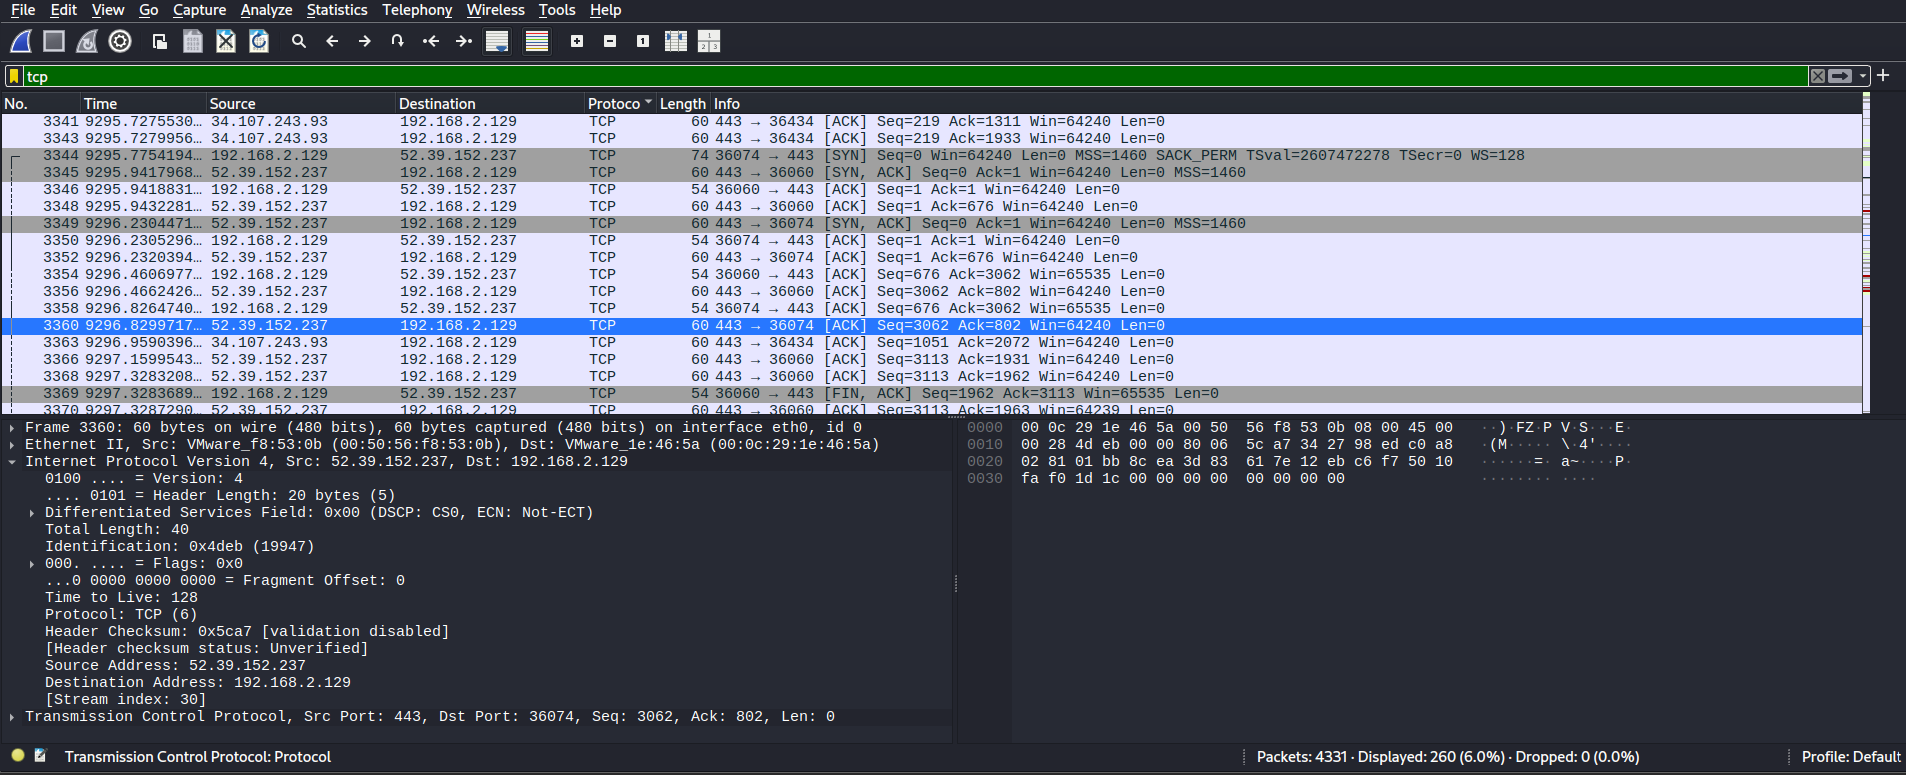 File Edit View Go Capture Analyze Statistics Telephony Wireless Tools Help
tcp
No. Time Source Destination Protoco Length Info
3341 9295.7275530… 34.107.243.93 192.168.2.129 TCP 60 443 → 36434 [ACK] Seq=219 Ack=1311 Win=64240 Len=0
3343 9295.7279956… 34.107.243.93 192.168.2.129 TCP 60 443 → 36434 [ACK] Seq=219 Ack=1933 Win=64240 Len=0
3344 9295.7754194… 192.168.2.129 52.39.152.237 TCP 74 36074 → 443 [SYN] Seq=0 Win=64240 Len=0 MSS=1460 SACK_PERM TSval=2607472278 TSecr=0 WS=128
3345 9295.9417968… 52.39.152.237 192.168.2.129 TCP 60 443 → 36060 [SYN, ACK] Seq=0 Ack=1 Win=64240 Len=0 MSS=1460
3346 9295.9418831… 192.168.2.129 52.39.152.237 TCP 54 36060 → 443 [ACK] Seq=1 Ack=1 Win=64240 Len=0
3348 9295.9432281… 52.39.152.237 192.168.2.129 TCP 60 443 → 36060 [ACK] Seq=1 Ack=676 Win=64240 Len=0
3349 9296.2304471… 52.39.152.237 192.168.2.129 TCP 60 443 → 36074 [SYN, ACK] Seq=0 Ack=1 Win=64240 Len=0 MSS=1460
3350 9296.2305296… 192.168.2.129 52.39.152.237 TCP 54 36074 → 443 [ACK] Seq=1 Ack=1 Win=64240 Len=0
3352 9296.2320394… 52.39.152.237 192.168.2.129 TCP 60 443 → 36074 [ACK] Seq=1 Ack=676 Win=64240 Len=0
3354 9296.4606977… 192.168.2.129 52.39.152.237 TCP 54 36060 → 443 [ACK] Seq=676 Ack=3062 Win=65535 Len=0
3356 9296.4662426… 52.39.152.237 192.168.2.129 TCP 60 443 → 36060 [ACK] Seq=3062 Ack=802 Win=64240 Len=0
3358 9296.8264740… 192.168.2.129 52.39.152.237 TCP 54 36074 → 443 [ACK] Seq=676 Ack=3062 Win=65535 Len=0
3360 9296.8299717… 52.39.152.237 192.168.2.129 TCP 60 443 → 36074 [ACK] Seq=3062 Ack=802 Win=64240 Len=0
3363 9296.9590396… 34.107.243.93 192.168.2.129 TCP 60 443 → 36434 [ACK] Seq=1051 Ack=2072 Win=64240 Len=0
3366 9297.1599543… 52.39.152.237 192.168.2.129 TCP 60 443 → 36060 [ACK] Seq=3113 Ack=1931 Win=64240 Len=0
3368 9297.3283208… 52.39.152.237 192.168.2.129 TCP 60 443 → 36060 [ACK] Seq=3113 Ack=1962 Win=64240 Len=0
3369 9297.3283689… 192.168.2.129 52.39.152.237 TCP 54 36060 → 443 [FIN, ACK] Seq=1962 Ack=3113 Win=65535 Len=0
3370 9297.3287290… 52.39.152.237 192.168.2.129 TCP 60 443 → 36060 [ACK] Seq=3113 Ack=1963 Win=64239 Len=0
Frame 3360: 60 bytes on wire (480 bits), 60 bytes captured (480 bits) on interface eth0, id 0
Ethernet II, Src: VMware_f8:53:0b (00:50:56:f8:53:0b), Dst: VMware_1e:46:5a (00:0c:29:1e:46:5a)
Internet Protocol Version 4, Src: 52.39.152.237, Dst: 192.168.2.129
0100 .... = Version: 4
.... 0101 = Header Length: 20 bytes (5)
Differentiated Services Field: 0x00 (DSCP: CS0, ECN: Not-ECT)
Total Length: 40
Identification: 0x4deb (19947)
000. .... = Flags: 0x0
...0 0000 0000 0000 = Fragment Offset: 0
Time to Live: 128
Protocol: TCP (6)
Header Checksum: 0x5ca7 [validation disabled]
[Header checksum status: Unverified]
Source Address: 52.39.152.237
Destination Address: 192.168.2.129
[Stream index: 30]
Transmission Control Protocol, Src Port: 443, Dst Port: 36074, Seq: 3062, Ack: 802, Len: 0
0000 00 0c 29 1e 46 5a 00 50 56 f8 53 0b 08 00 45 00 ··)·FZ·P V·S···E·
0010 00 28 4d eb 00 00 80 06 5c a7 34 27 98 ed c0 a8 ·(M····· \·4'····
0020 02 81 01 bb 8c ea 3d 83 61 7e 12 eb c6 f7 50 10 ······=· a~····P·
0030 fa f0 1d 1c 00 00 00 00 00 00 00 00 ········ ····
Transmission Control Protocol: Protocol
Packets: 4331 · Displayed: 260 (6.0%) · Dropped: 0 (0.0%)
Profile: Default